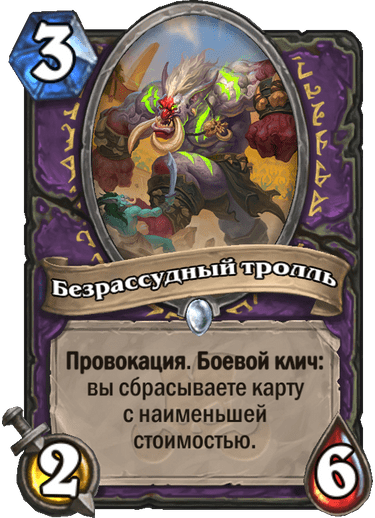 3
Безрассудный тролль
Провокация. Боевой клич:
вы сбрасываете карту
с наименьшей
стоимостью.
2
6